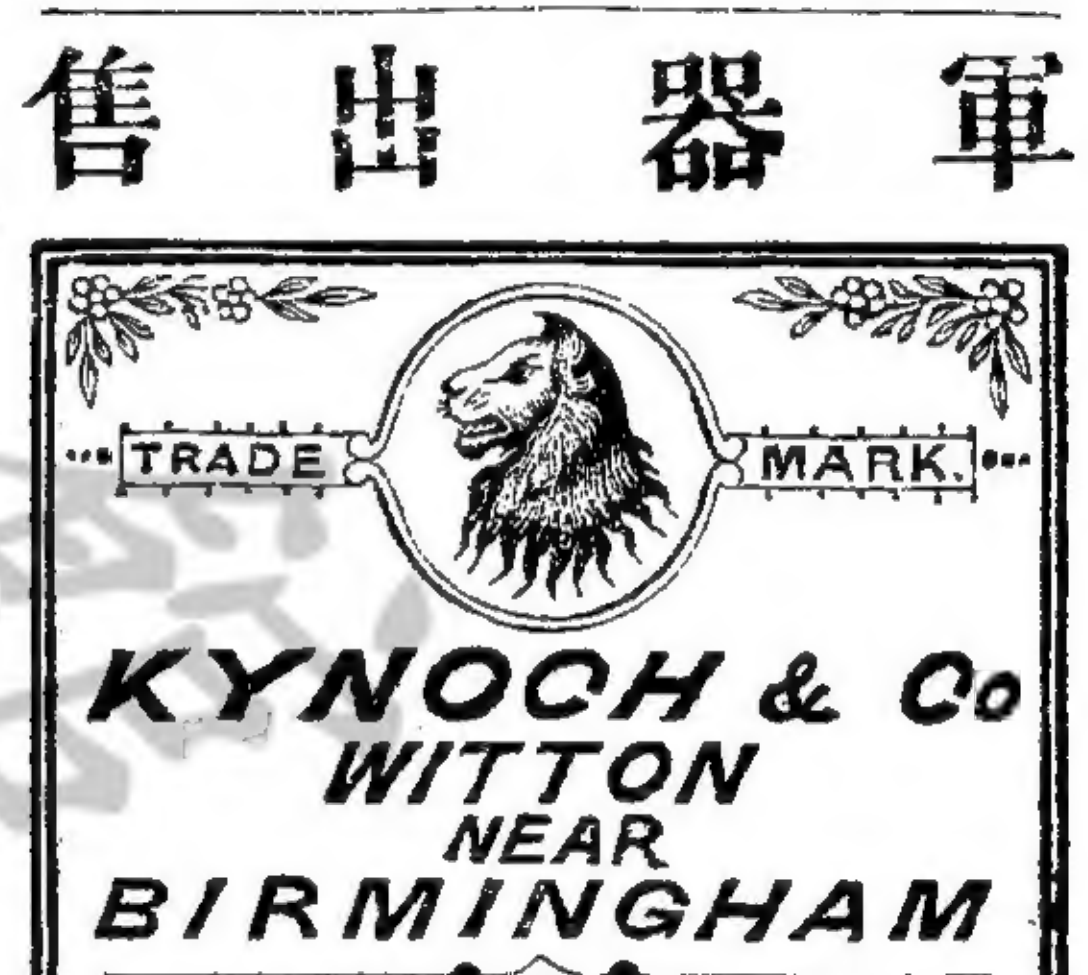 軍器出售
TRADE MARK.
KYNOCH & Co
WITTON
NEAR
BIRMINGHAM